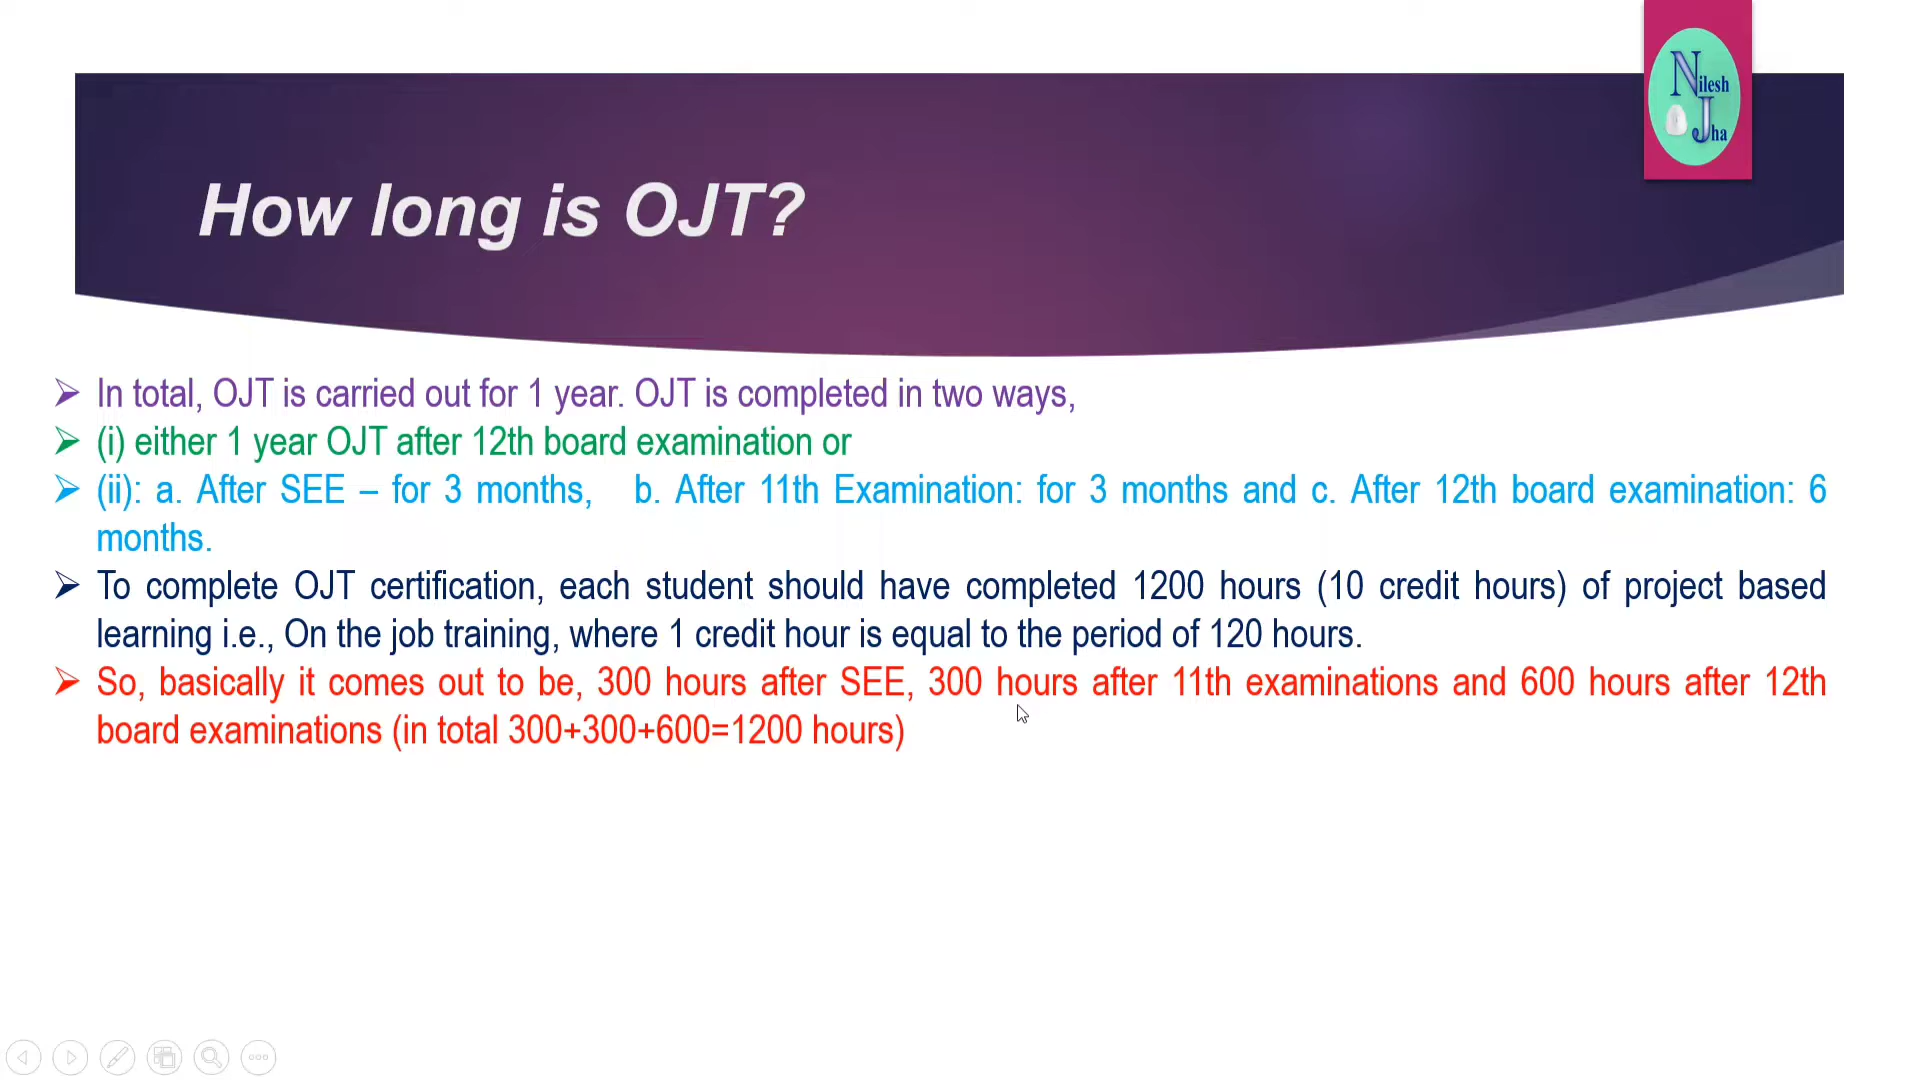 Nilesh
Jha
How long is OJT?
In total, OJT is carried out for 1 year. OJT is completed in two ways,
(i) either 1 year OJT after 12th board examination or
(ii): a. After SEE – for 3 months, b. After 11th Examination: for 3 months and c. After 12th board examination: 6
months.
To complete OJT certification, each student should have completed 1200 hours (10 credit hours) of project based
learning i.e., On the job training, where 1 credit hour is equal to the period of 120 hours.
So, basically it comes out to be, 300 hours after SEE, 300 hours after 11th examinations and 600 hours after 12th
board examinations (in total 300+300+600=1200 hours)